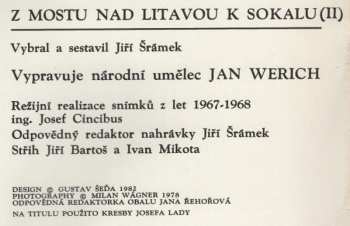 Z MOSTU NAD LITAVOU K SOKALU (II)
Vybral a sestavil Jiří Šrámek
Vypravuje národní umělec JAN WERICH
Režijní realizace snímků z let 1967-1968
ing. Josef Cincibus
Odpovědný redaktor nahrávky Jiří Šrámek
Střih Jiří Bartoš a Ivan Mikota
DESIGN © GUSTAV ŠEĎA 1982
PHOTOGRAPHY © MILAN WÁGNER 1978
ODPOVĚDNÁ REDAKTORKA OBALU JANA ŘEHOŘOVÁ
NA TITULU POUŽITO KRESBY JOSEFA LADY